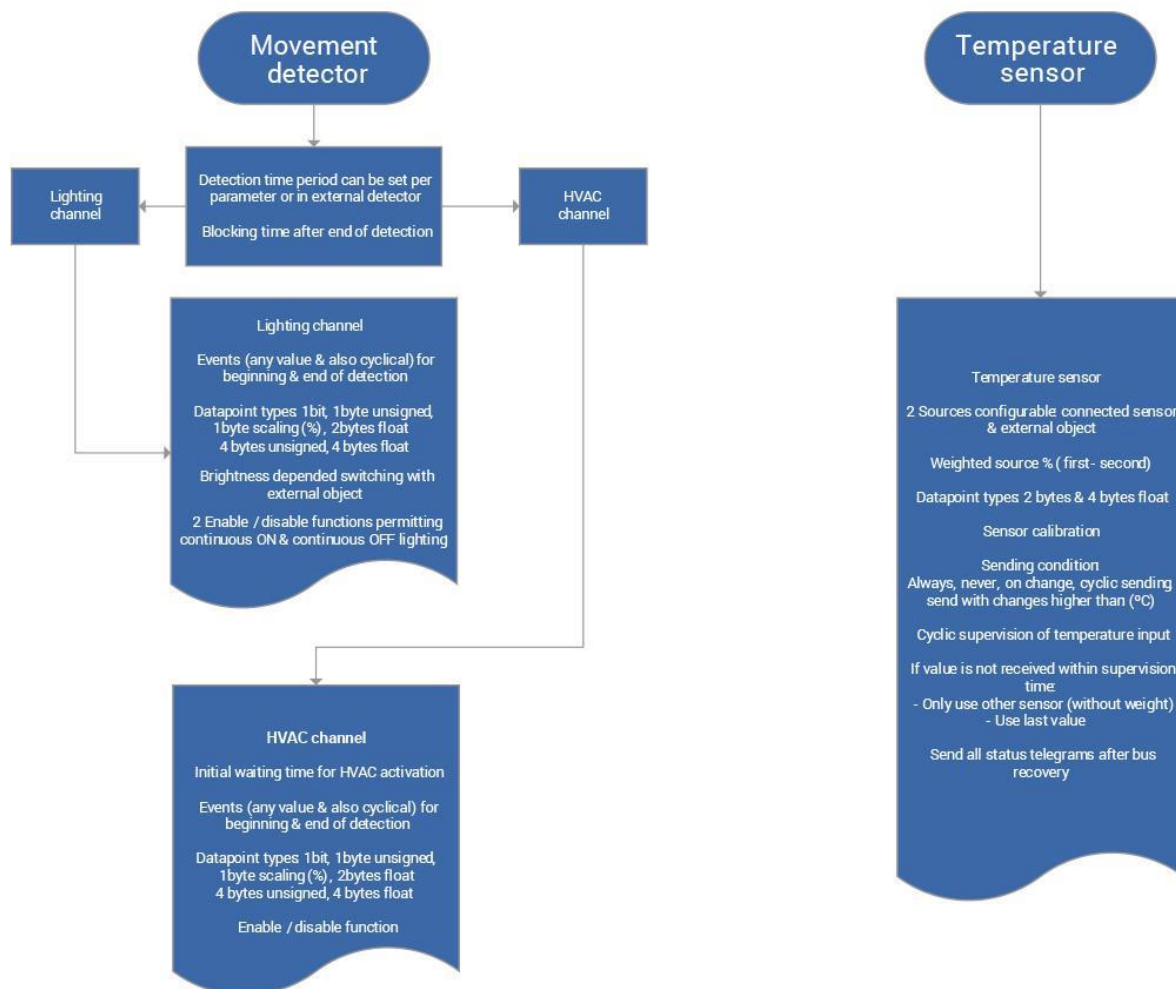 Movement
detector
Detection time period can be set per
parameter or in external detector
Blocking time after end of detection
Lighting
channel
HVAC
channel
Lighting channel
Events (any value & also cyclical) for
beginning & end of detection
Datapoint types: 1bit, 1byte unsigned,
1byte scaling (%), 2bytes float
4 bytes unsigned, 4 bytes float
Brightness depended switching with
external object
2 Enable / disable functions permitting
continuous ON & continuous OFF lighting
HVAC channel
Initial waiting time for HVAC activation
Events (any value & also cyclical) for
beginning & end of detection
Datapoint types: 1bit, 1byte unsigned,
1byte scaling (%), 2bytes float
4 bytes unsigned, 4 bytes float
Enable / disable function
Temperature
sensor
Temperature sensor
2 Sources configurable: connected sensor
& external object
Weighted source % ( first- second)
Datapoint types: 2 bytes & 4 bytes float
Sensor calibration
Sending condition:
Always, never, on change, cyclic sending
send with changes higher than (ºC)
Cyclic supervision of temperature input
If value is not received within supervision
time:
- Only use other sensor (without weight)
- Use last value
Send all status telegrams after bus
recovery